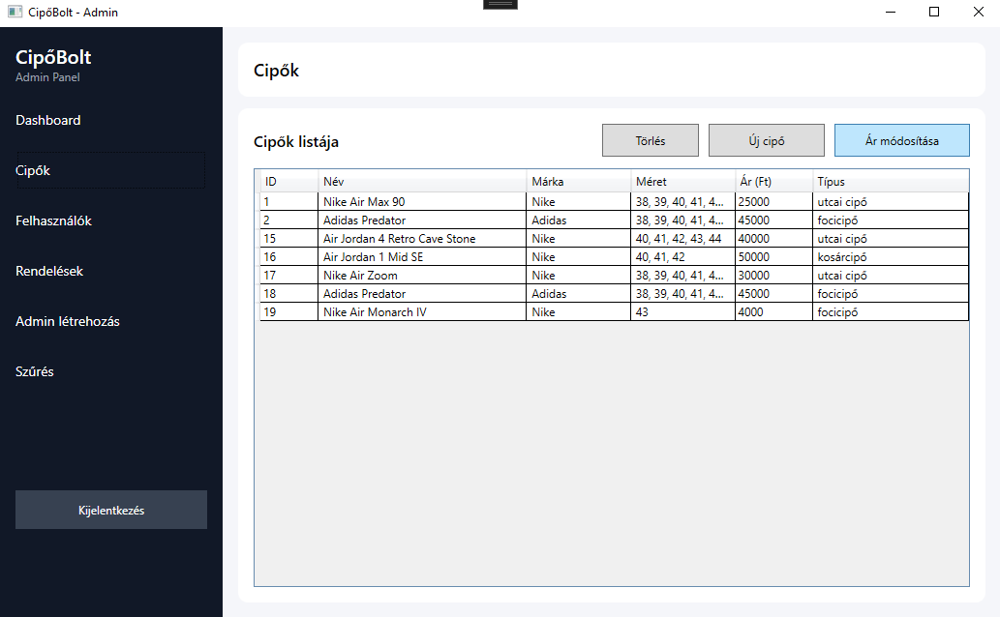 CipőBolt - Admin
CipőBolt
Admin Panel
Dashboard
Cipők
Felhasználók
Rendelések
Admin létrehozás
Szűrés
Kijelentkezés
Cipők
Cipők listája
Törlés
Új cipő
Ár módosítása
ID Név Márka Méret Ár (Ft) Típus
1 Nike Air Max 90 Nike 38, 39, 40, 41, 4... 25000 utcai cipő
2 Adidas Predator Adidas 38, 39, 40, 41, 4... 45000 focicipő
15 Air Jordan 4 Retro Cave Stone Nike 40, 41, 42, 43, 44 40000 utcai cipő
16 Air Jordan 1 Mid SE Nike 40, 41, 42 50000 kosárcipő
17 Nike Air Zoom Nike 38, 39, 40, 41, 4... 30000 utcai cipő
18 Adidas Predator Adidas 38, 39, 40, 41, 4... 45000 focicipő
19 Nike Air Monarch IV Nike 43 4000 focicipő